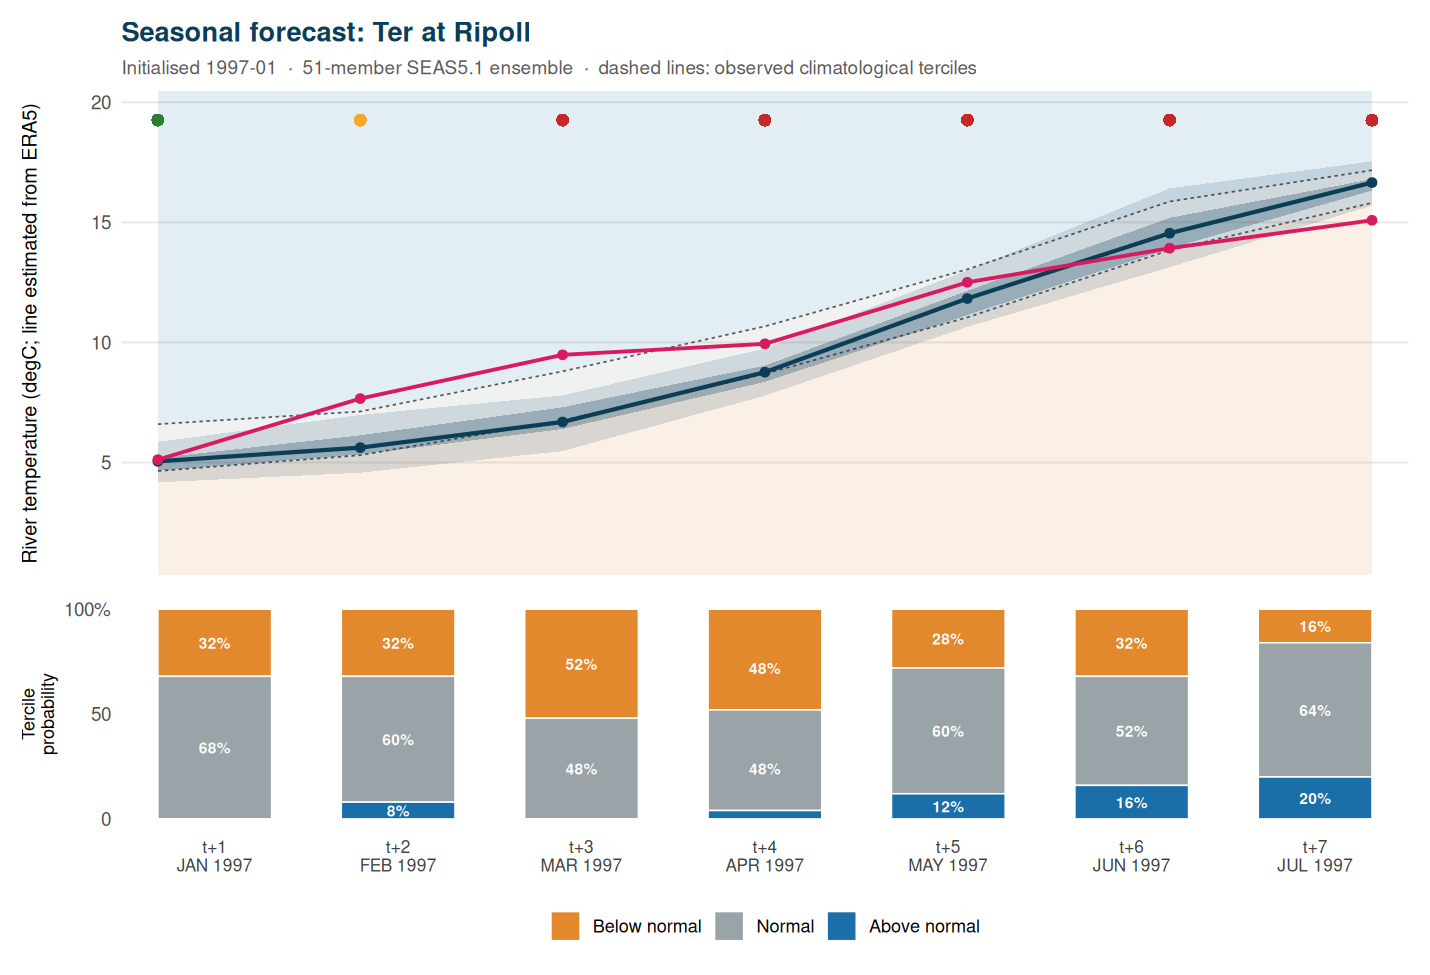 Seasonal forecast: Ter at Ripoll
Initialised 1997-01 · 51-member SEAS5.1 ensemble · dashed lines: observed climatological terciles
River temperature (degC; line estimated from ERA5)
20
15
10
5
Tercile
probability
100%
50
0
32% 32% 52% 48% 28% 32% 16%
68% 60% 48% 48% 60% 52% 64%
8% 12% 16% 20%
t+1 t+2 t+3 t+4 t+5 t+6 t+7
JAN 1997 FEB 1997 MAR 1997 APR 1997 MAY 1997 JUN 1997 JUL 1997
Below normal Normal Above normal